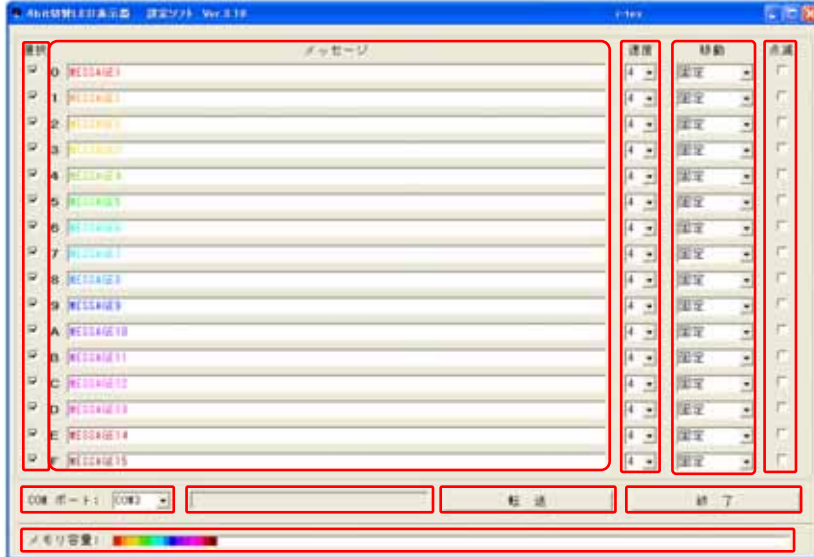 4bit切替LED表示器 設定ソフト Ver.3.10 i-tex
選択 メッセージ 速度 移動 点滅
0 MESSAGE0 4 固定
1 MESSAGE1 4 固定
2 MESSAGE2 4 固定
3 MESSAGE3 4 固定
4 MESSAGE4 4 固定
5 MESSAGE5 4 固定
6 MESSAGE6 4 固定
7 MESSAGE7 4 固定
8 MESSAGE8 4 固定
9 MESSAGE9 4 固定
A MESSAGE10 4 固定
B MESSAGE11 4 固定
C MESSAGE12 4 固定
D MESSAGE13 4 固定
E MESSAGE14 4 固定
F MESSAGE15 4 固定
COM ポート: COM3 転 送 終 了
メモリ容量: